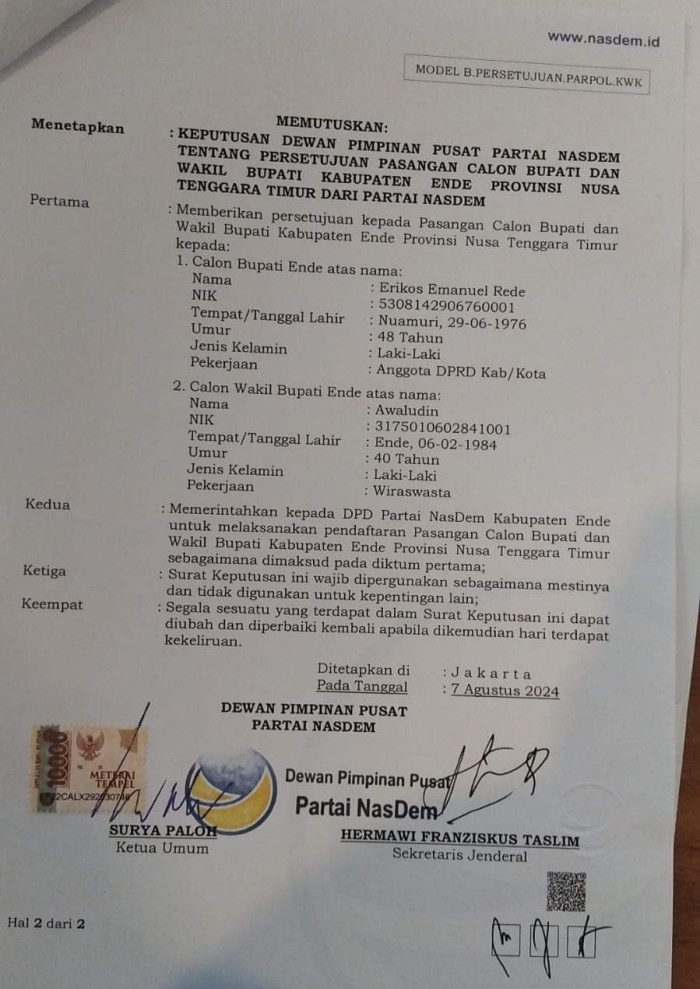 www.nasdem.id
MODEL B.PERSETUJUAN.PARPOL.KWK
MEMUTUSKAN:
Menetapkan : KEPUTUSAN DEWAN PIMPINAN PUSAT PARTAI NASDEM
TENTANG PERSETUJUAN PASANGAN CALON BUPATI DAN
WAKIL BUPATI KABUPATEN ENDE PROVINSI NUSA
TENGGARA TIMUR DARI PARTAI NASDEM
Pertama : Memberikan persetujuan kepada Pasangan Calon Bupati dan
Wakil Bupati Kabupaten Ende Provinsi Nusa Tenggara Timur
kepada:
1. Calon Bupati Ende atas nama:
Nama : Erikos Emanuel Rede
NIK : 5308142906760001
Tempat/Tanggal Lahir : Nuamuri, 29-06-1976
Umur : 48 Tahun
Jenis Kelamin : Laki-Laki
Pekerjaan : Anggota DPRD Kab/Kota
2. Calon Wakil Bupati Ende atas nama:
Nama : Awaludin
NIK : 3175010602841001
Tempat/Tanggal Lahir : Ende, 06-02-1984
Umur : 40 Tahun
Jenis Kelamin : Laki-Laki
Pekerjaan : Wiraswasta
Kedua : Memerintahkan kepada DPD Partai NasDem Kabupaten Ende
untuk melaksanakan pendaftaran Pasangan Calon Bupati dan
Wakil Bupati Kabupaten Ende Provinsi Nusa Tenggara Timur
sebagaimana dimaksud pada diktum pertama;
Ketiga : Surat Keputusan ini wajib dipergunakan sebagaimana mestinya
dan tidak digunakan untuk kepentingan lain;
Keempat : Segala sesuatu yang terdapat dalam Surat Keputusan ini dapat
diubah dan diperbaiki kembali apabila dikemudian hari terdapat
kekeliruan.
Ditetapkan di : J a k a r t a
Pada Tanggal : 7 Agustus 2024
DEWAN PIMPINAN PUSAT
PARTAI NASDEM
10000
METERAI
TEMPEL
Dewan Pimpinan Pusat
Partai NasDem
SURYA PALOH
Ketua Umum
HERMAWI FRANZISKUS TASLIM
Sekretaris Jenderal
Hal 2 dari 2